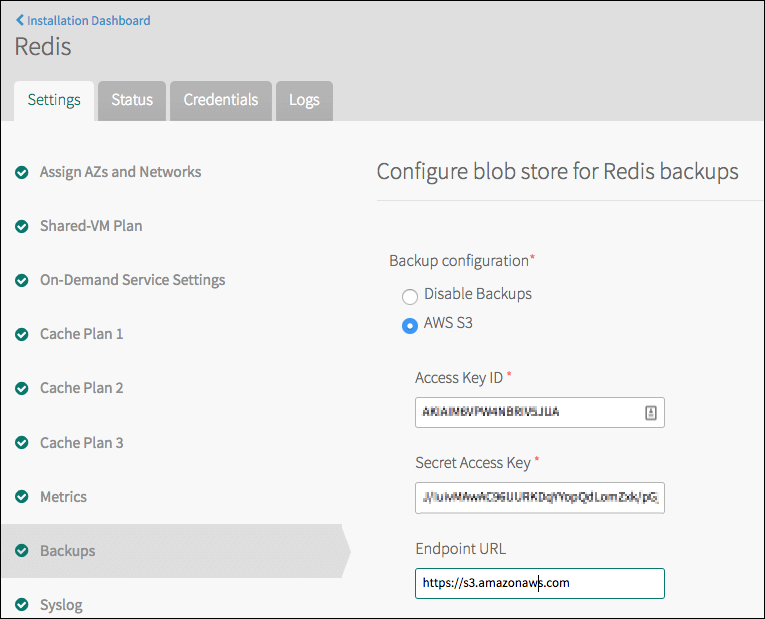 Installation Dashboard
Redis
Settings
Status
Credentials
Logs
Assign AZs and Networks
Shared-VM Plan
On-Demand Service Settings
Cache Plan 1
Cache Plan 2
Cache Plan 3
Metrics
Backups
Syslog
Configure blob store for Redis backups
Backup configuration*
Disable Backups
AWS S3
Access Key ID *
Secret Access Key *
Endpoint URL
https://s3.amazonaws.com